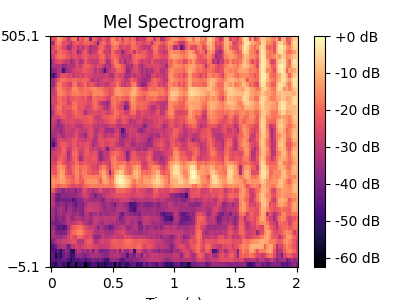 Mel Spectrogram
505.1
−5.1
0
0.5
1
1.5
2
+0 dB
-10 dB
-20 dB
-30 dB
-40 dB
-50 dB
-60 dB